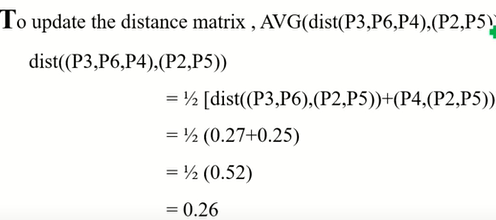 To update the distance matrix , AVG(dist(P3,P6,P4),(P2,P5)
dist((P3,P6,P4),(P2,P5))
= ½ [dist((P3,P6),(P2,P5))+(P4,(P2,P5))
= ½ (0.27+0.25)
= ½ (0.52)
= 0.26